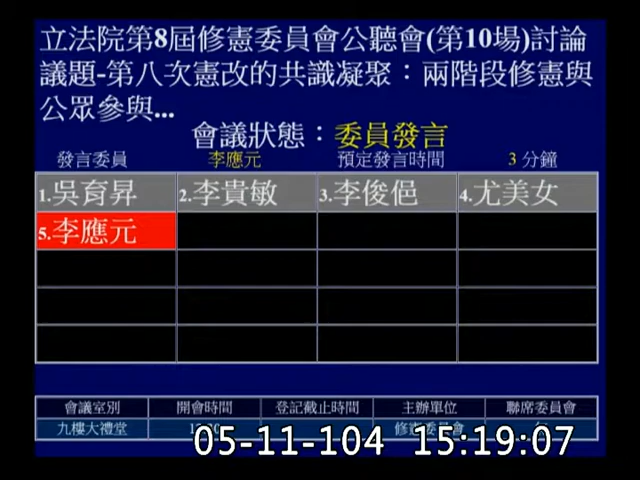 立法院第8屆修憲委員會公聽會(第10場)討論
議題-第八次憲改的共識凝聚：兩階段修憲與
公眾參與...
會議狀態：委員發言
發言委員 李應元 預定發言時間 3 分鐘
1.吳育昇 2.李貴敏 3.李俊俋 4.尤美女
5.李應元
會議室別 開會時間 登記截止時間 主辦單位 聯席委員會
九樓大禮堂 修憲委員會
05-11-104 15:19:07